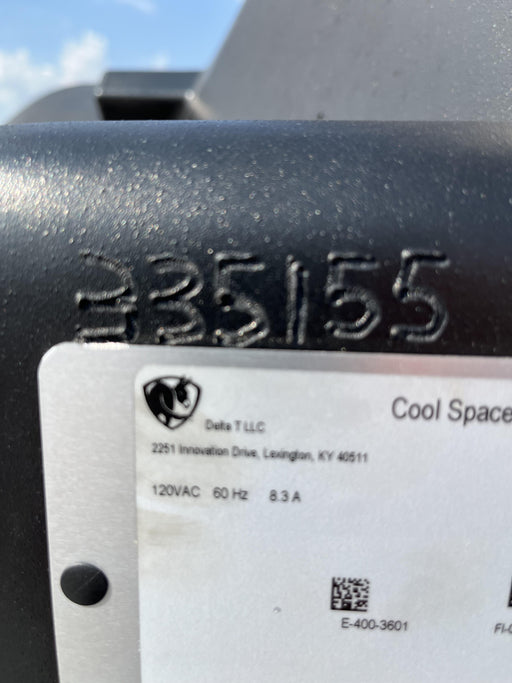 335155
Delta T LLC
Cool Space
2251 Innovation Drive, Lexington, KY 40511
120VAC 60 Hz 8.3 A
E-400-3601